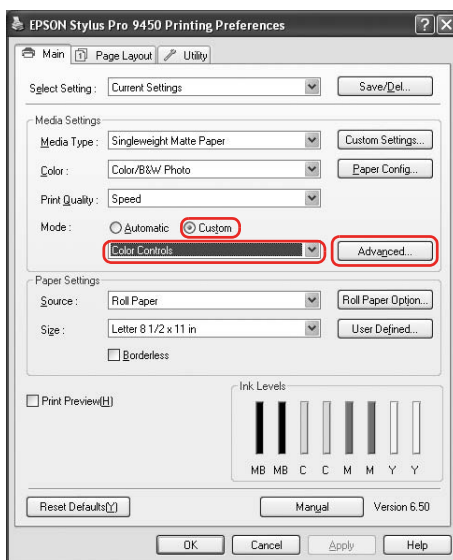 EPSON Stylus Pro 9450 Printing Preferences
Main Page Layout Utility
Select Setting : Current Settings Save/Del...
Media Settings
Media Type : Singleweight Matte Paper Custom Settings...
Color : Color/B&W Photo Paper Config...
Print Quality : Speed
Mode : Automatic Custom
Color Controls Advanced...
Paper Settings
Source : Roll Paper Roll Paper Option...
Size : Letter 8 1/2 x 11 in User Defined...
Borderless
Print Preview(H)
Ink Levels
MB MB C C M M Y Y
Reset Defaults(Y) Manual Version 6.50
OK Cancel Apply Help